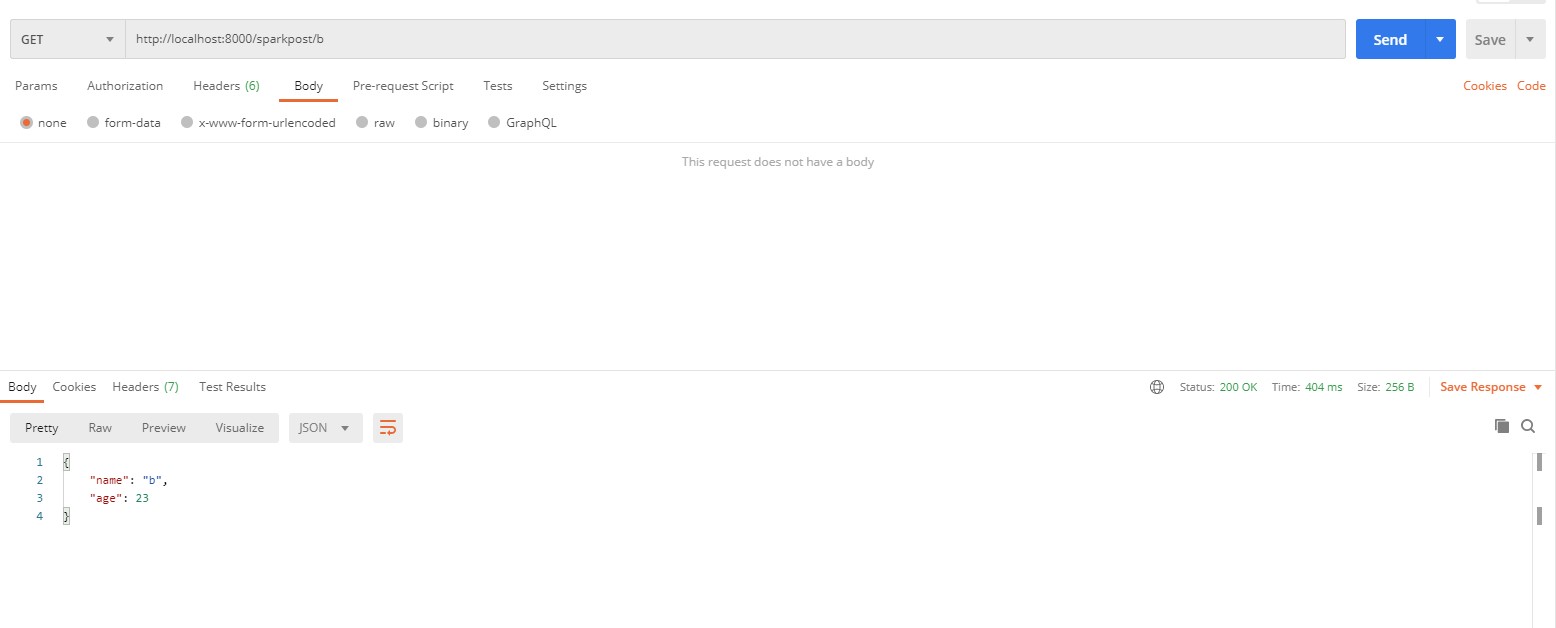 GET http://localhost:8000/sparkpost/b Send Save
Params Authorization Headers (6) Body Pre-request Script Tests Settings Cookies Code
none form-data x-www-form-urlencoded raw binary GraphQL
This request does not have a body
Body Cookies Headers (7) Test Results Status: 200 OK Time: 404 ms Size: 256 B Save Response
Pretty Raw Preview Visualize JSON
1 {
2 "name": "b",
3 "age": 23
4 }